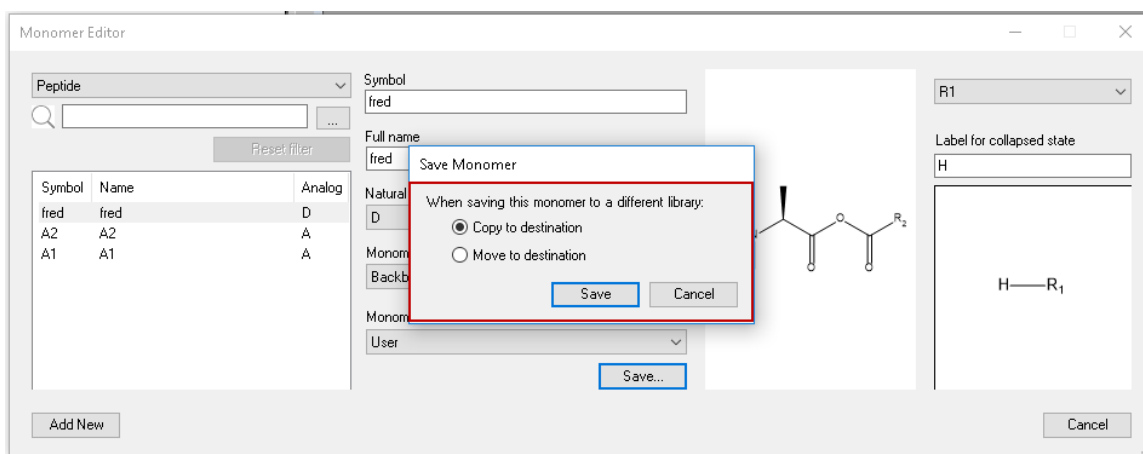 Monomer Editor
Peptide
...
Reset filter
Symbol Name Analog
fred fred D
A2 A2 A
A1 A1 A
Add New
Symbol
fred
Full name
fred
Natural
D
Monom
Backb
Monom
User
Save...
Save Monomer
When saving this monomer to a different library:
Copy to destination
Move to destination
Save Cancel
O R2
O O
R1
Label for collapsed state
H
H R1
Cancel